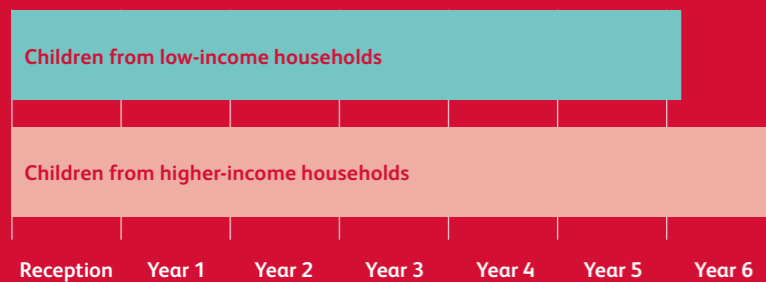 Children from low-income households
Children from higher-income households
Reception Year 1 Year 2 Year 3 Year 4 Year 5 Year 6